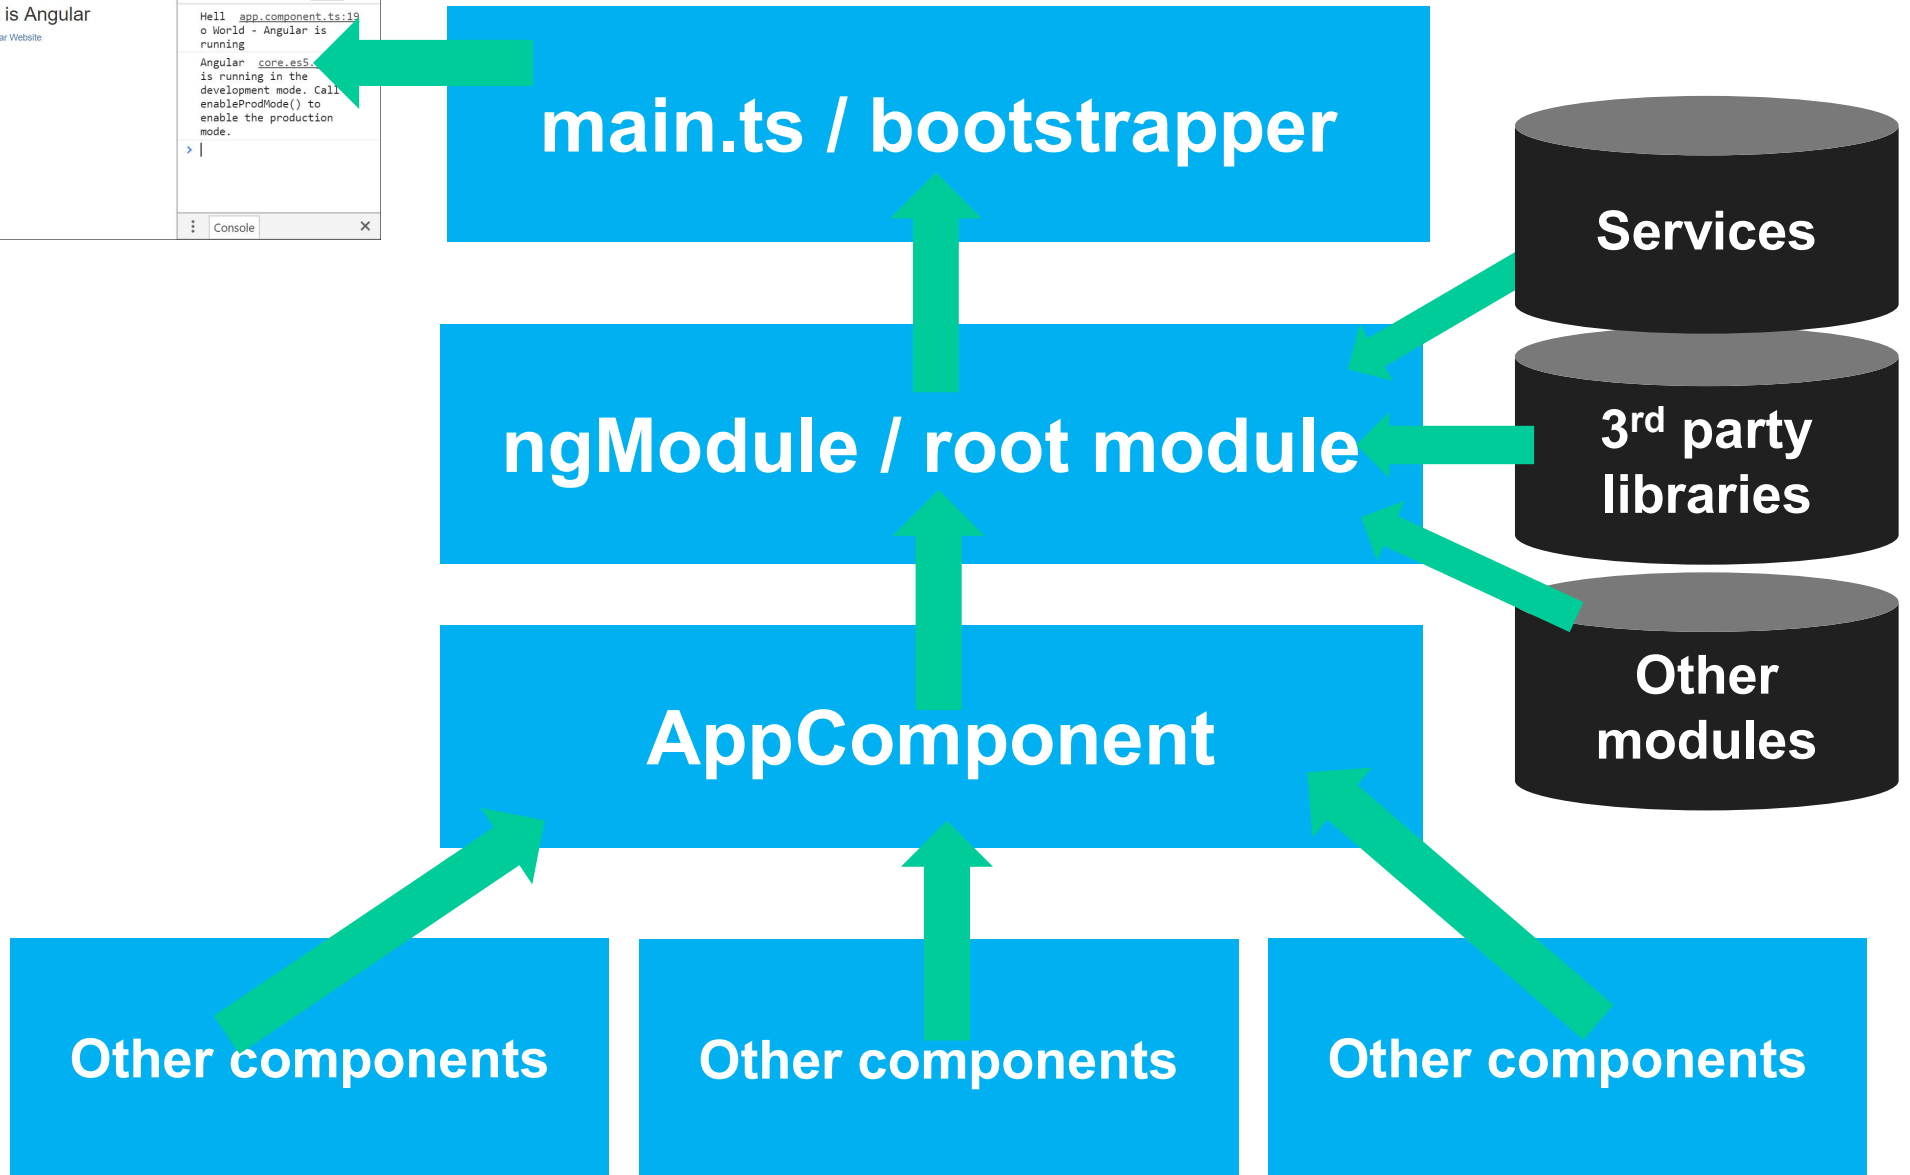 is Angular
ar Website
Hell app.component.ts:19
o World - Angular is
running
Angular core.es5.
is running in the
development mode. Call
enableProdMode() to
enable the production
mode.
>
Console
main.ts / bootstrapper
Services
ngModule / root module
3rd party
libraries
AppComponent
Other
modules
Other components
Other components
Other components